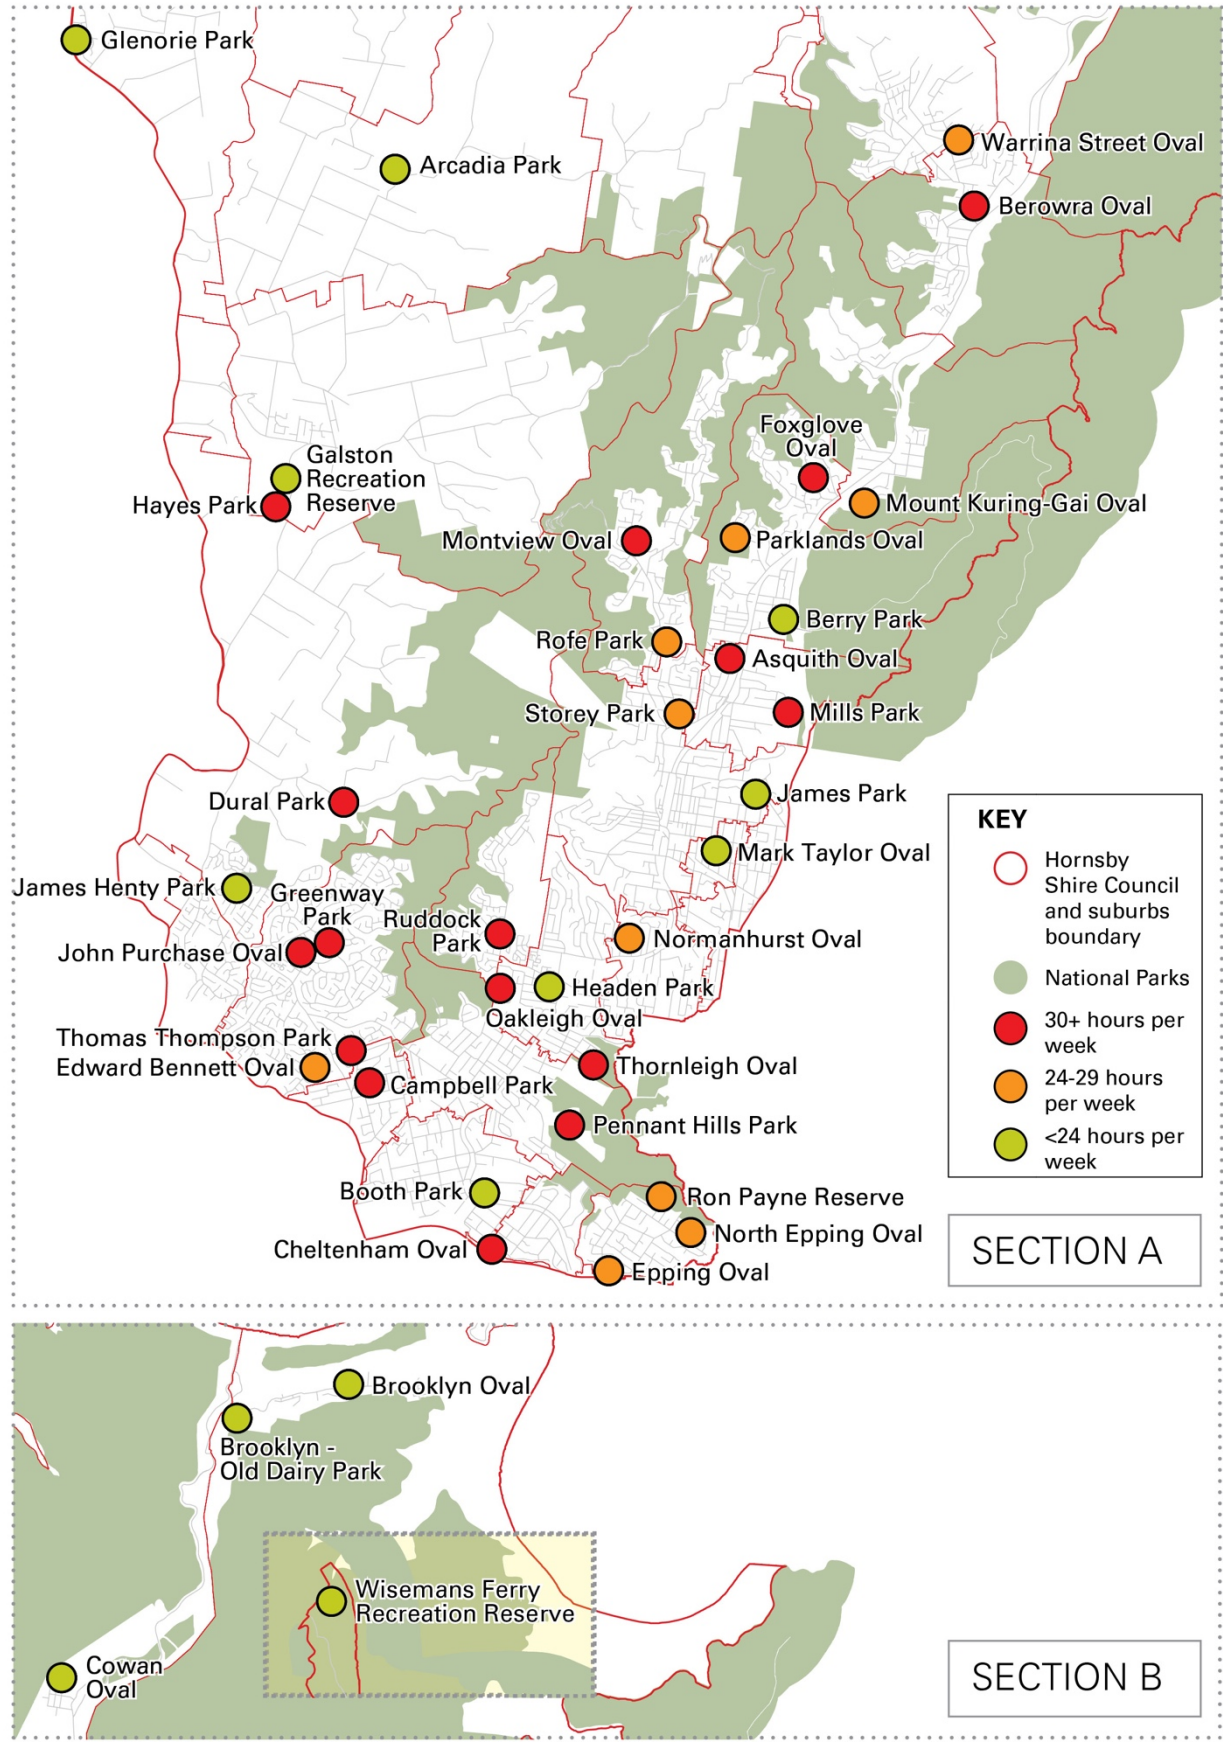 Glenorie Park
Arcadia Park
Warrina Street Oval
Berowra Oval
Foxglove
Oval
Galston
Recreation
Reserve
Hayes Park
Mount Kuring-Gai Oval
Montview Oval
Parklands Oval
Berry Park
Rofe Park
Asquith Oval
Storey Park
Mills Park
Dural Park
James Park
Mark Taylor Oval
James Henty Park
Greenway
Park
Ruddock
Park
John Purchase Oval
Normanhurst Oval
Headen Park
Oakleigh Oval
Thomas Thompson Park
Edward Bennett Oval
Campbell Park
Thornleigh Oval
Pennant Hills Park
Booth Park
Ron Payne Reserve
North Epping Oval
Cheltenham Oval
Epping Oval
KEY
Hornsby
Shire Council
and suburbs
boundary
National Parks
30+ hours per
week
24-29 hours
per week
<24 hours per
week
SECTION A
Brooklyn Oval
Brooklyn -
Old Dairy Park
Wisemans Ferry
Recreation Reserve
Cowan
Oval
SECTION B